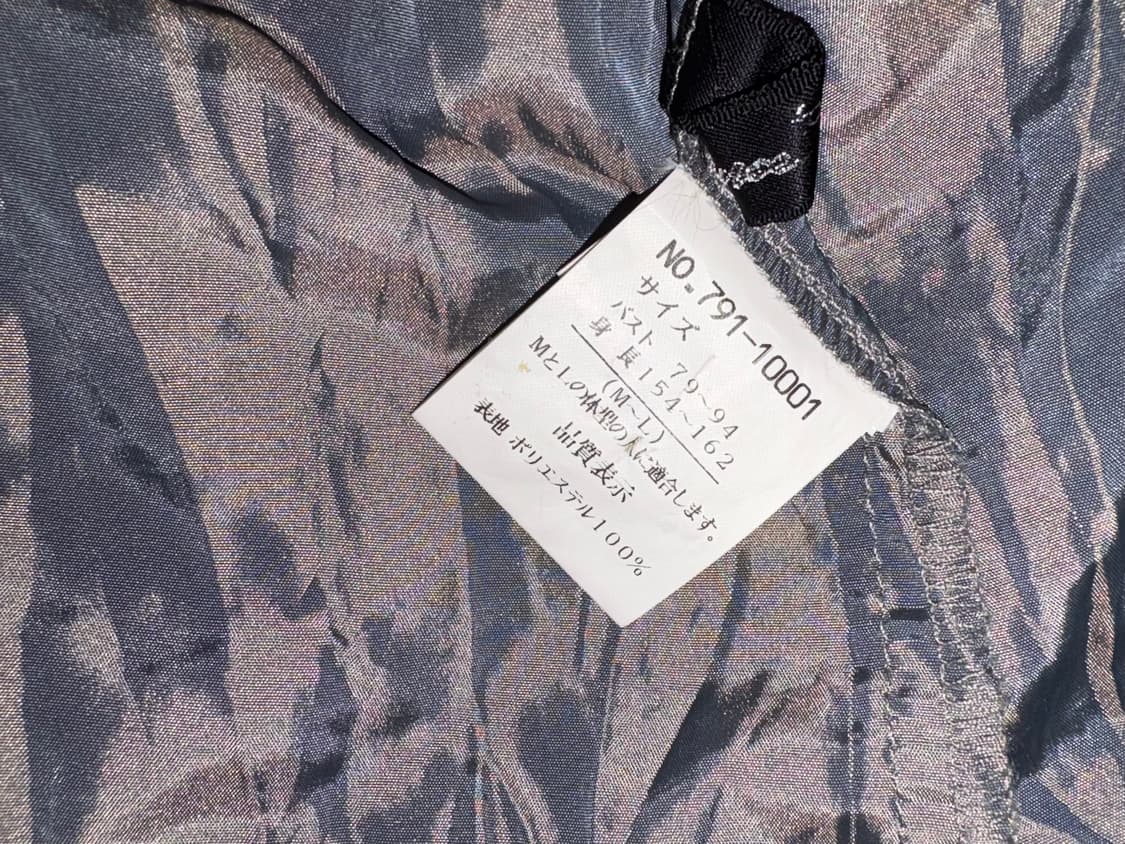 NO.791-10001
サイズ
バスト 79~94
身長154~162
(M~L)
MとLの体型の人に適合します。
品質表示
表地 ポリエステル100%